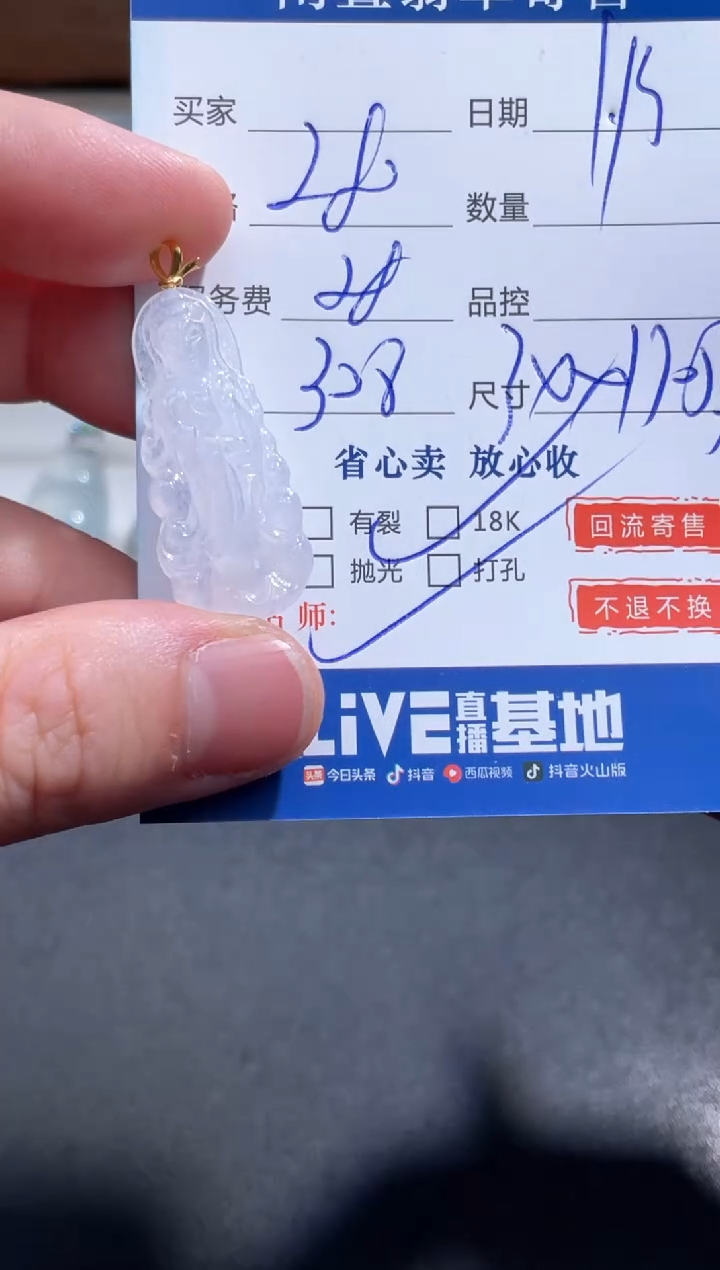 买家 日期 1.15
28 数量
务费 28 品控
308 尺寸
省心卖 放心收
有裂 18K 回流寄售
抛光 打孔
师: 不退不换
LiVE直播基地
头条 今日头条 抖音 西瓜视频 抖音火山版